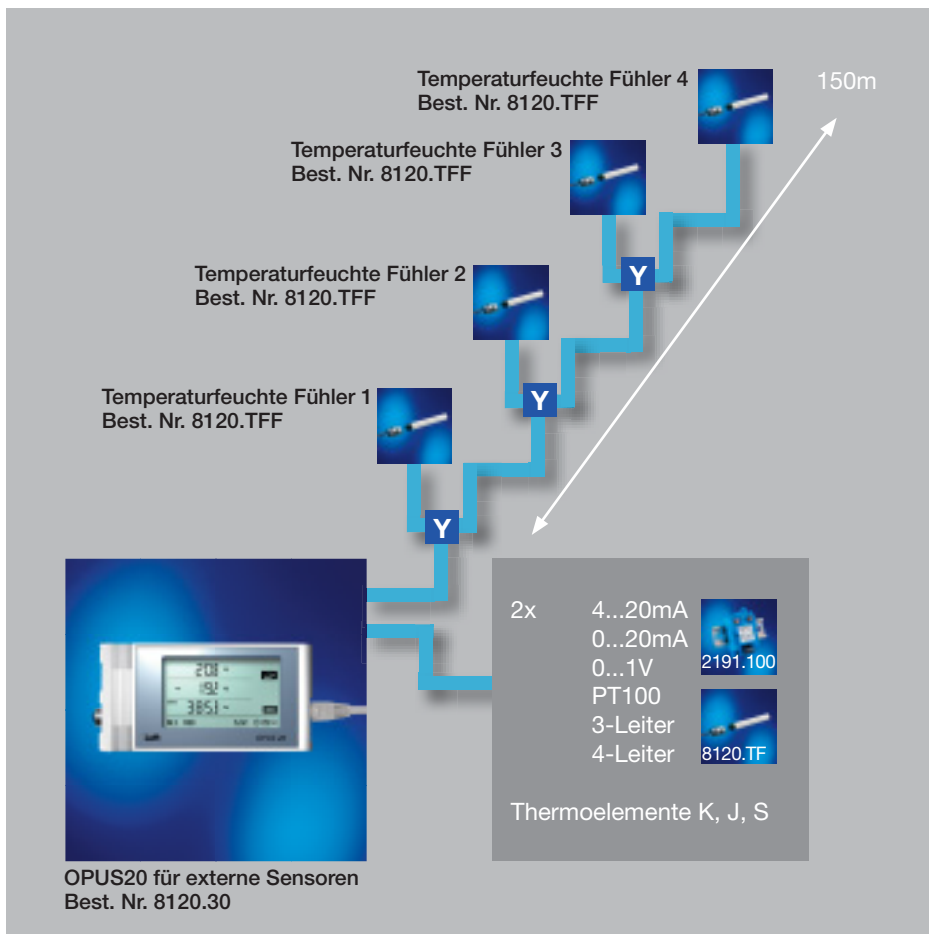 Temperaturfeuchte Fühler 4
Best. Nr. 8120.TFF
150m
Temperaturfeuchte Fühler 3
Best. Nr. 8120.TFF
Temperaturfeuchte Fühler 2
Best. Nr. 8120.TFF
Y
Temperaturfeuchte Fühler 1
Best. Nr. 8120.TFF
Y
Y
2x 4...20mA
0...20mA
0...1V
PT100
3-Leiter
4-Leiter
2191.100
8120.TF
Thermoelemente K, J, S
OPUS20 für externe Sensoren
Best. Nr. 8120.30